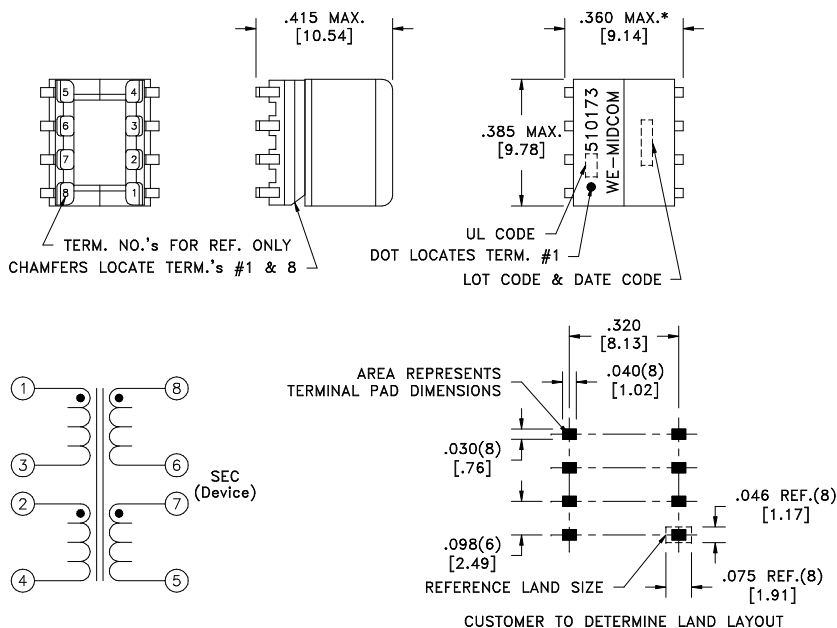 .415 MAX.
[10.54]
.360 MAX.*
[9.14]
5
4
6
3
7
2
8
1
.385 MAX.
[9.78]
510173
WE-MIDCOM
TERM. NO.'s FOR REF. ONLY
CHAMFERS LOCATE TERM.'s #1 & 8
UL CODE
DOT LOCATES TERM. #1
LOT CODE & DATE CODE
1
8
3
6
SEC
(Device)
2
7
4
5
.320
[8.13]
AREA REPRESENTS
TERMINAL PAD DIMENSIONS
.040(8)
[1.02]
.030(8)
[.76]
.046 REF.(8)
[1.17]
.098(6)
[2.49]
REFERENCE LAND SIZE
.075 REF.(8)
[1.91]
CUSTOMER TO DETERMINE LAND LAYOUT